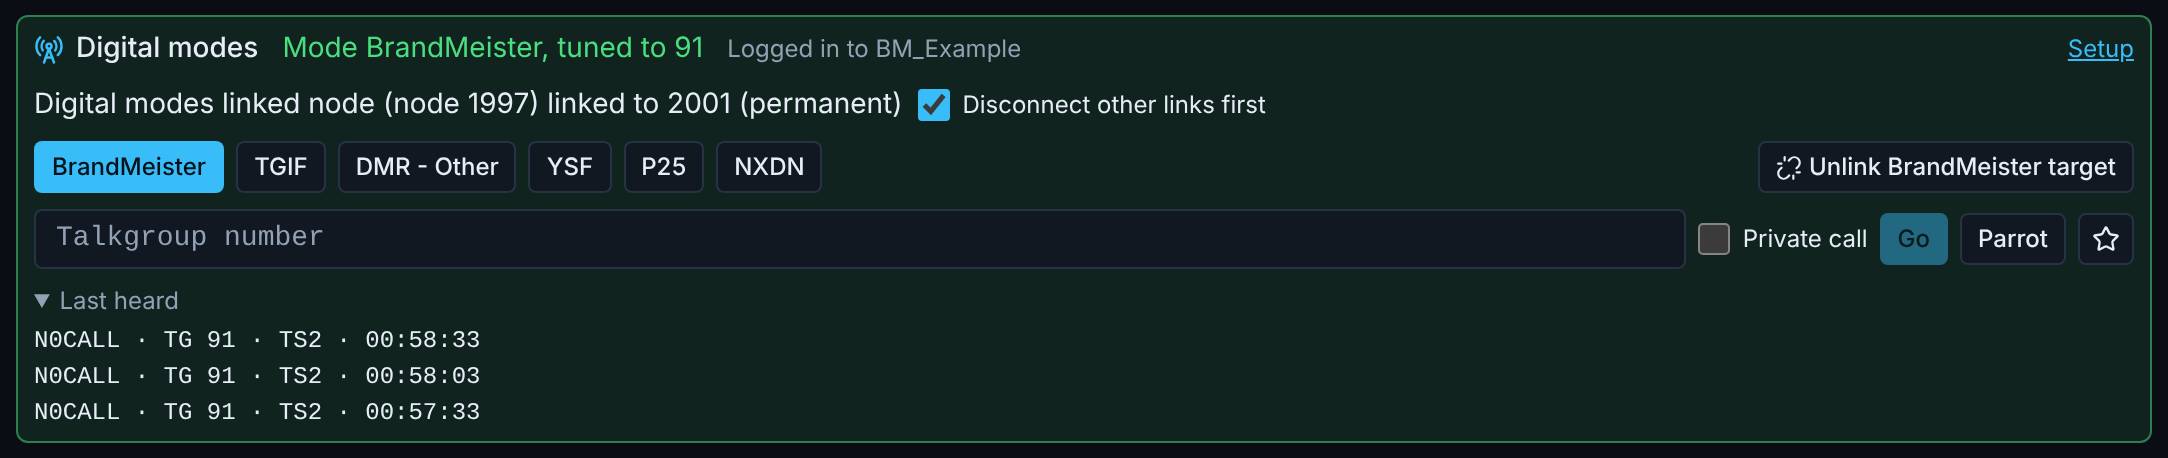 Digital modes Mode BrandMeister, tuned to 91 Logged in to BM_Example Setup
Digital modes linked node (node 1997) linked to 2001 (permanent) Disconnect other links first
BrandMeister TGIF DMR - Other YSF P25 NXDN Unlink BrandMeister target
Talkgroup number Private call Go Parrot
Last heard
N0CALL · TG 91 · TS2 · 00:58:33
N0CALL · TG 91 · TS2 · 00:58:03
N0CALL · TG 91 · TS2 · 00:57:33